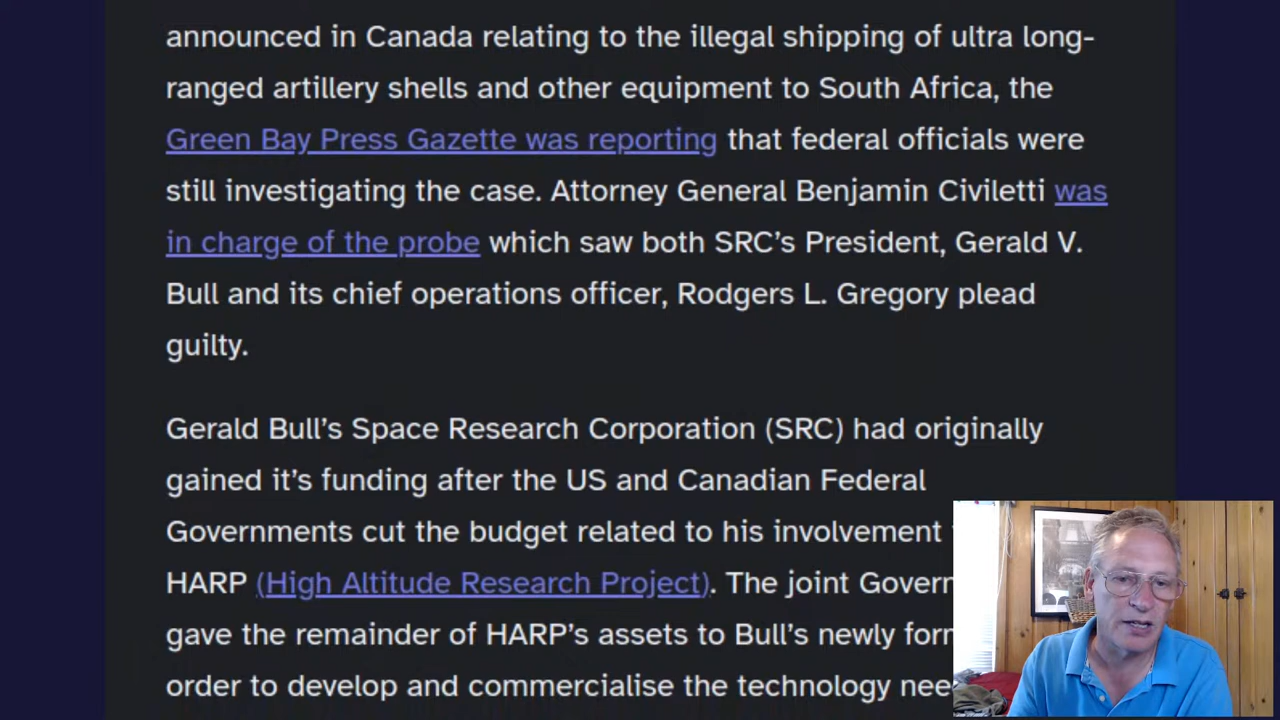 announced in Canada relating to the illegal shipping of ultra long-
ranged artillery shells and other equipment to South Africa, the
Green Bay Press Gazette was reporting that federal officials were
still investigating the case. Attorney General Benjamin Civiletti was
in charge of the probe which saw both SRC’s President, Gerald V.
Bull and its chief operations officer, Rodgers L. Gregory plead
guilty.
Gerald Bull’s Space Research Corporation (SRC) had originally
gained it’s funding after the US and Canadian Federal
Governments cut the budget related to his involvement
HARP (High Altitude Research Project). The joint
gave the remainder of HARP’s assets to Bull’s newly
order to develop and commercialise the technology